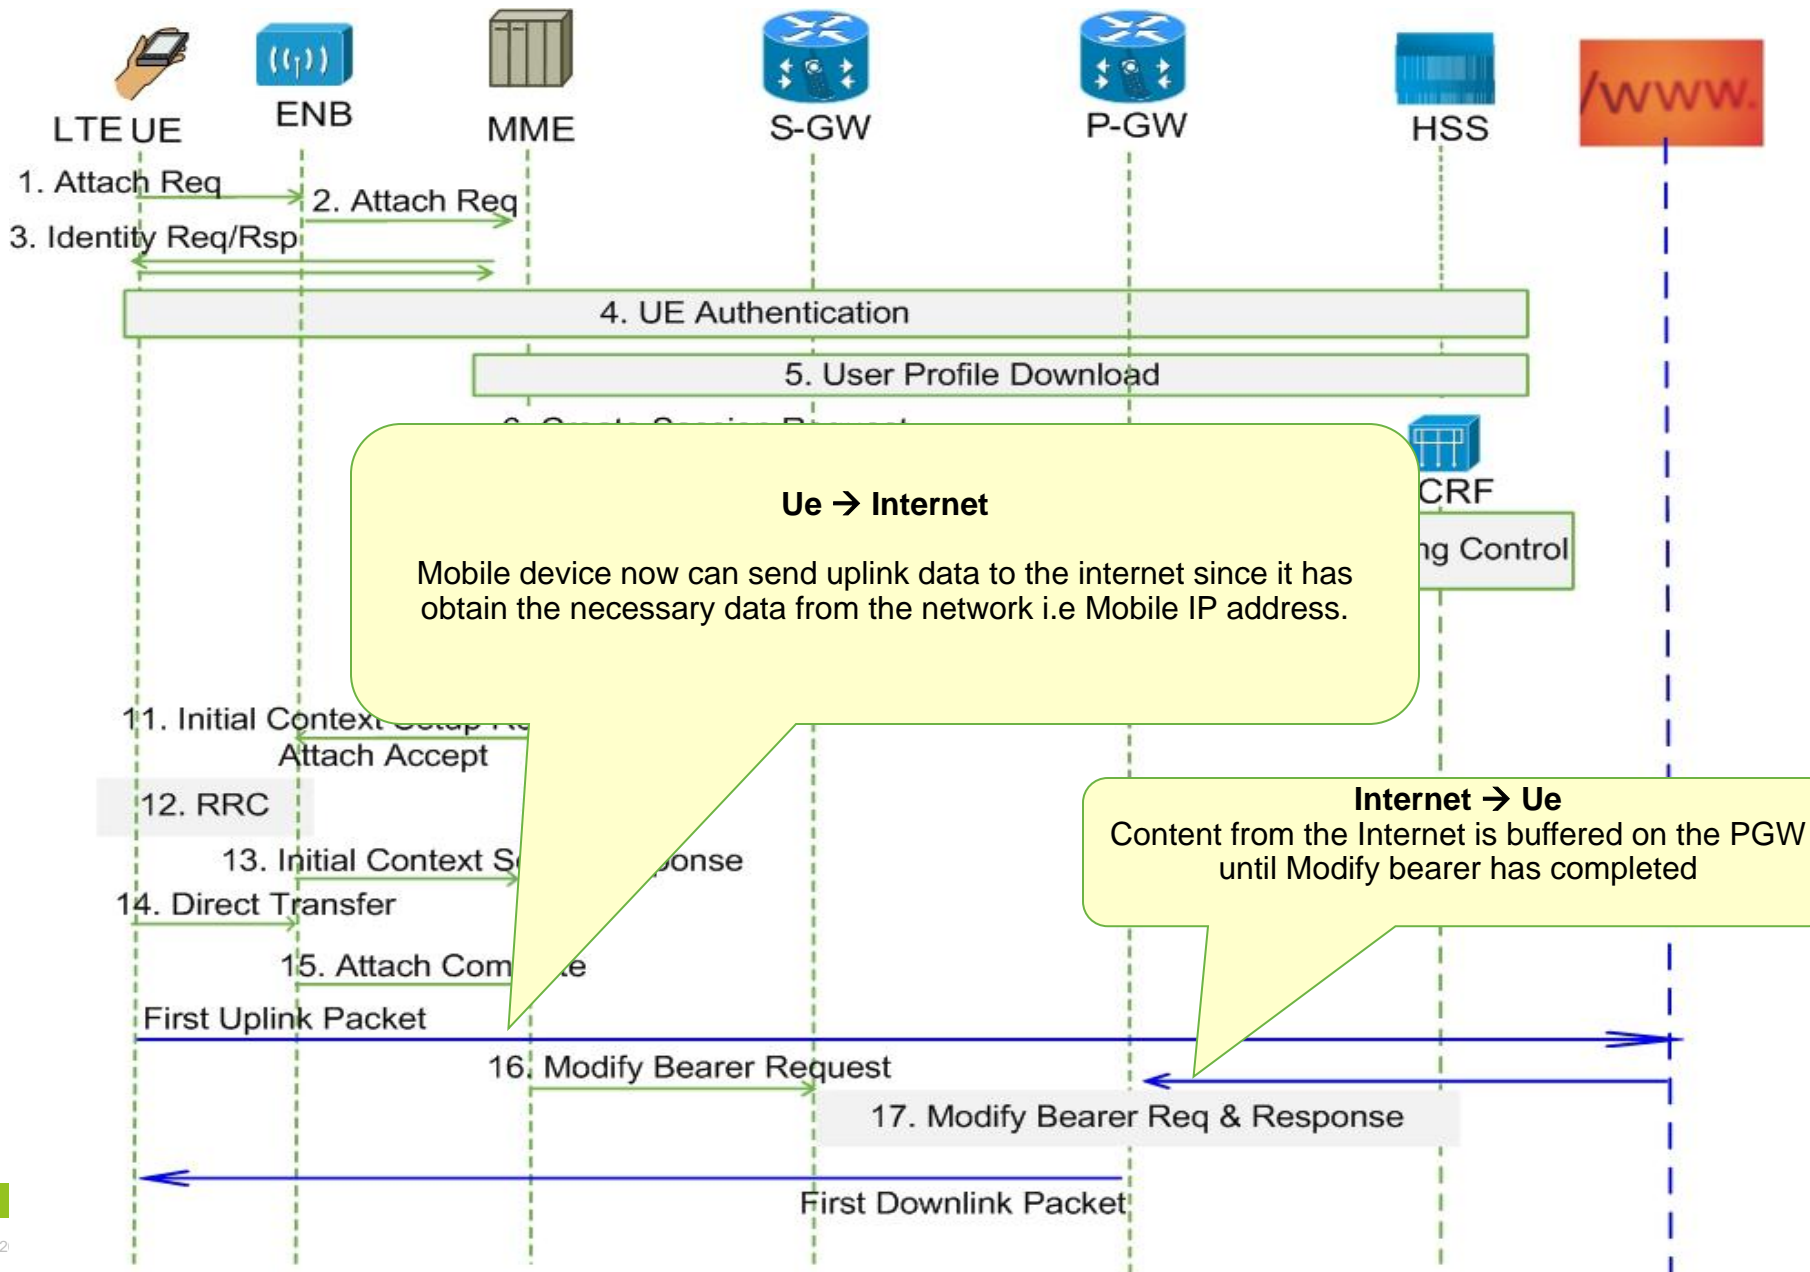 LTE UE
ENB
MME
S-GW
P-GW
HSS
/www.
1. Attach Req
2. Attach Req
3. Identity Req/Rsp
4. UE Authentication
5. User Profile Download
CRF
ng Control
Ue → Internet
Mobile device now can send uplink data to the internet since it has
obtain the necessary data from the network i.e Mobile IP address.
11. Initial Context
Attach Accept
12. RRC
Internet → Ue
Content from the Internet is buffered on the PGW
until Modify bearer has completed
13. Initial Context S ponse
14. Direct Transfer
15. Attach Com te
First Uplink Packet
16. Modify Bearer Request
17. Modify Bearer Req & Response
First Downlink Packet